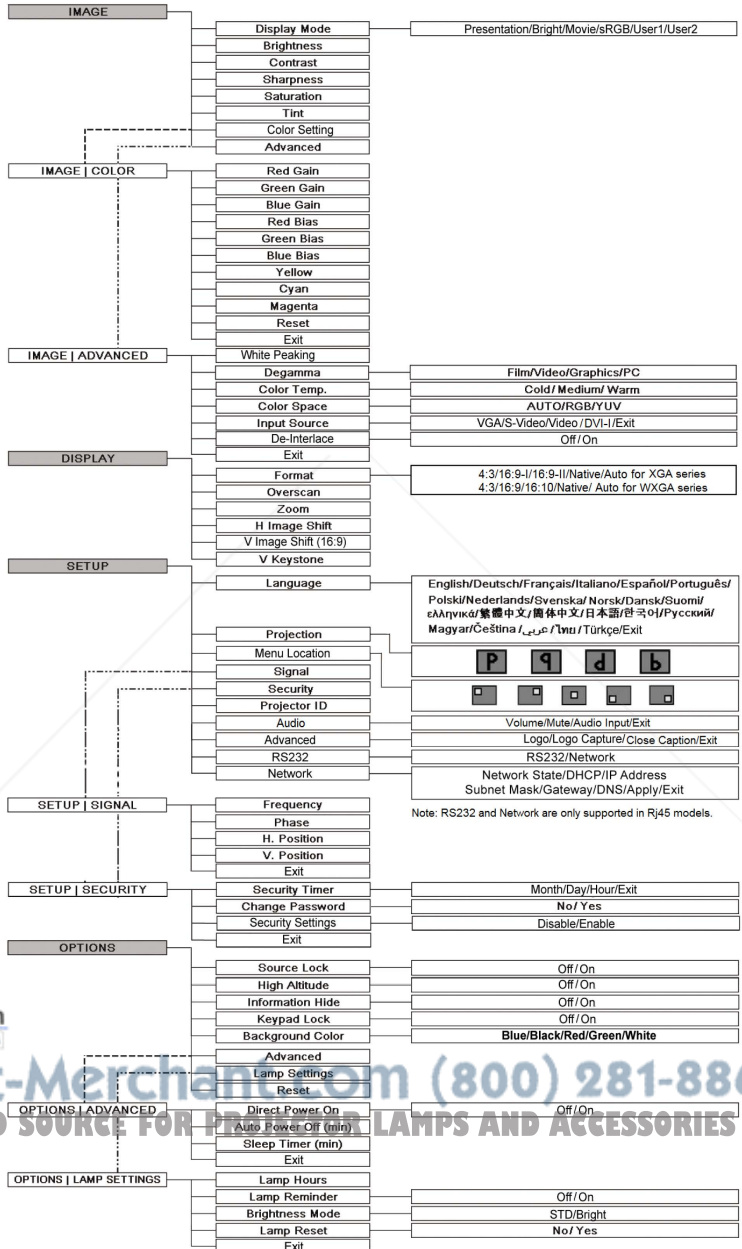 IMAGE
Display Mode
Presentation/Bright/Movie/sRGB/User1/User2
Brightness
Contrast
Sharpness
Saturation
Tint
Color Setting
Advanced
IMAGE | COLOR
Red Gain
Green Gain
Blue Gain
Red Bias
Green Bias
Blue Bias
Yellow
Cyan
Magenta
Reset
Exit
IMAGE | ADVANCED
White Peaking
Degamma
Film/Video/Graphics/PC
Color Temp.
Cold/Medium/Warm
Color Space
AUTO/RGB/YUV
Input Source
VGA/S-Video/Video/DVI-I/Exit
De-Interlace
Off/On
Exit
DISPLAY
Format
4:3/16:9-I/16:9-II/Native/Auto for XGA series
4:3/16:9/16:10/Native/ Auto for WXGA series
Overscan
Zoom
H Image Shift
V Image Shift (16:9)
V Keystone
SETUP
Language
English/Deutsch/Français/Italiano/Español/Português/
Polski/Nederlands/Svenska/Norsk/Dansk/Suomi/
ελληνικά/繁體中文/简体中文/日本語/한국어/Русский/
Magyar/Čeština/عربي/ไทย/Türkçe/Exit
Projection
P P P P
Menu Location
Signal
Security
Projector ID
Audio
Volume/Mute/Audio Input/Exit
Advanced
Logo/Logo Capture/Close Caption/Exit
RS232
RS232/Network
Network
Network State/DHCP/IP Address
Subnet Mask/Gateway/DNS/Apply/Exit
Note: RS232 and Network are only supported in Rj45 models.
SETUP | SIGNAL
Frequency
Phase
H. Position
V. Position
Exit
SETUP | SECURITY
Security Timer
Month/Day/Hour/Exit
Change Password
No/Yes
Security Settings
Disable/Enable
Exit
OPTIONS
Source Lock
Off/On
High Altitude
Off/On
Information Hide
Off/On
Keypad Lock
Off/On
Background Color
Blue/Black/Red/Green/White
Advanced
Lamp Settings
Reset
-Merchant.com (800) 281-88
OPTIONS | ADVANCED
Direct Power On
Off/On
SOURCE FOR PROJECTOR LAMPS AND ACCESSORIES
Auto Power Off (min)
Sleep Timer (min)
Exit
OPTIONS | LAMP SETTINGS
Lamp Hours
Lamp Reminder
Off/On
Brightness Mode
STD/Bright
Lamp Reset
No/Yes
Exit